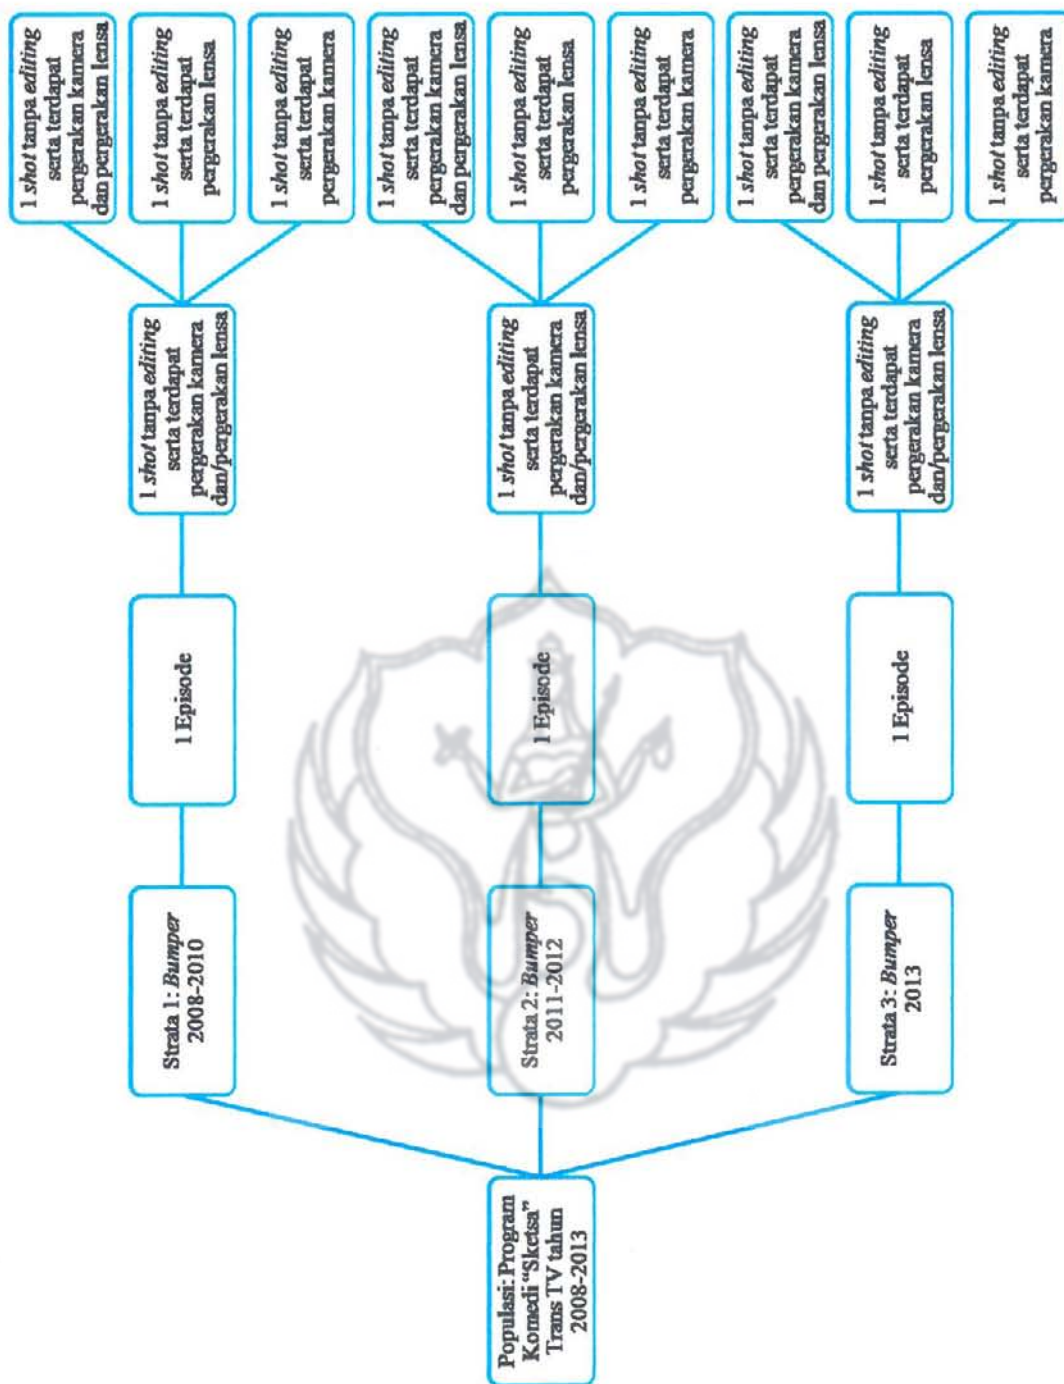 Populasi: Program
Komedi “Sketsa”
Trans TV tahun
2008-2013
Strata 1: Bumper
2008-2010
1 Episode
1 shot tanpa editing
serta terdapat
pergerakan kamera
dan/pergerakan lensa
1 shot tanpa editing
serta terdapat
pergerakan kamera
dan pergerakan lensa
1 shot tanpa editing
serta terdapat
pergerakan lensa
1 shot tanpa editing
serta terdapat
pergerakan kamera
Strata 2: Bumper
2011-2012
1 Episode
1 shot tanpa editing
serta terdapat
pergerakan kamera
dan/pergerakan lensa
1 shot tanpa editing
serta terdapat
pergerakan kamera
dan pergerakan lensa
1 shot tanpa editing
serta terdapat
pergerakan lensa
1 shot tanpa editing
serta terdapat
pergerakan kamera
Strata 3: Bumper
2013
1 Episode
1 shot tanpa editing
serta terdapat
pergerakan kamera
dan/pergerakan lensa
1 shot tanpa editing
serta terdapat
pergerakan kamera
dan pergerakan lensa
1 shot tanpa editing
serta terdapat
pergerakan lensa
1 shot tanpa editing
serta terdapat
pergerakan kamera